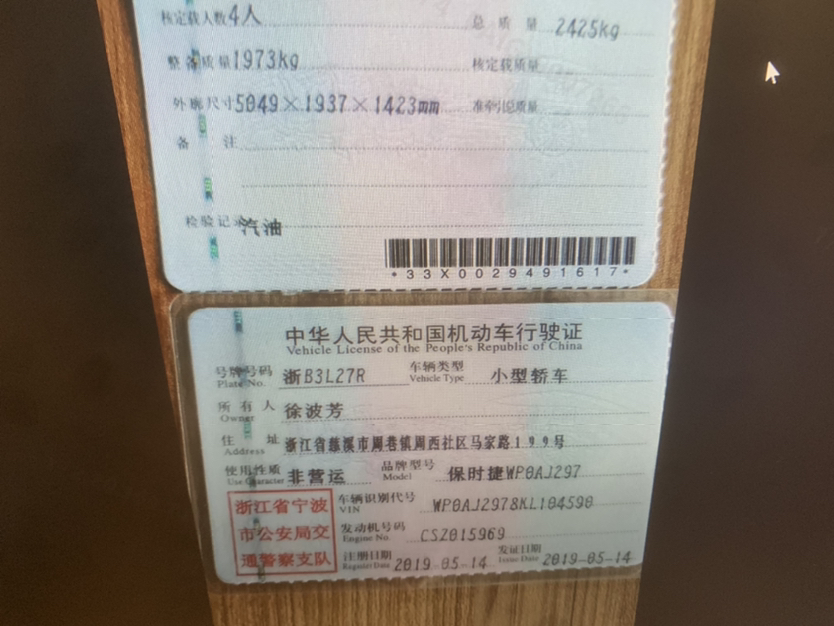 核定载人数4人 总质量 2425kg
整备质量1973kg 核定载质量
外廓尺寸5049×1937×1423mm 准牵引总质量
备注
检验记录 汽油
*33X0029491617*
中华人民共和国机动车行驶证
Vehicle License of the People's Republic of China
号牌号码 浙B3L27R 车辆类型 小型轿车
Plate No. Vehicle Type
所有人 徐波芳
Owner
住址 浙江省慈溪市周巷镇周西社区马家路199号
Address
使用性质 非营运 品牌型号 保时捷WP0AJ297
Use Character Model
浙江省宁波
市公安局交
通警察支队
车辆识别代号 WP0AJ2978KL104590
VIN
发动机号码 CSZ015969
Engine No.
注册日期 2019-05-14 发证日期 2019-05-14
Register Date Issue Date